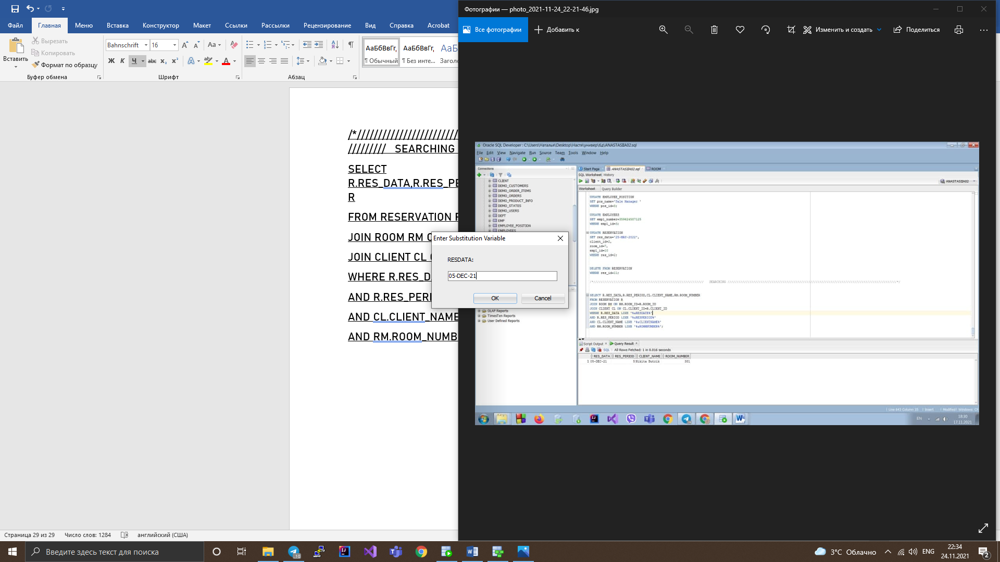 Файл
Главная
Меню
Вставка
Конструктор
Макет
Ссылки
Рассылки
Рецензирование
Вид
Справка
Acrobat
Вставить
Вырезать
Копировать
Формат по образцу
Буфер обмена
Bahnschrift
16
Шрифт
Абзац
АаБбВвГг,
¶ Обычный
АаБбВвГг,
¶ Без инте...
АаБб
Заголо
/*////////////////////////
///////// SEARCHING
SELECT
R.RES_DATA,R.RES_PE
R
FROM RESERVATION R
JOIN ROOM RM O
JOIN CLIENT CL
WHERE R.RES_D
AND R.RES_PERI
AND CL.CLIENT_NAME
AND RM.ROOM_NUMB
Страница 29 из 29
Число слов: 1284
английский (США)
Фотографии — photo_2021-11-24_22-21-46.jpg
Все фотографии
Добавить к
Изменить и создать
Поделиться
Oracle SQL Developer : C:\Users\Наталья\Desktop\Настя\универ\бд\ANASTASIIA02.sql
File Edit View Navigate Run Source Team Tools Window Help
Connections
CLIENT
DEMO_CUSTOMERS
DEMO_ORDER_ITEMS
DEMO_ORDERS
DEMO_PRODUCT_INFO
DEMO_STATES
DEMO_USERS
DEPT
EMP
EMPLOYEE_POSITION
EMPLOYEES
OLAP Reports
TimesTen Reports
User Defined Reports
Start Page
ANASTASIIA02.sql
ROOM
SQL Worksheet History
ANASTASIIA02
Worksheet
Query Builder
UPDATE EMPLOYEE_POSITION
SET pos_name='Sale Manager '
WHERE pos_id=3;
UPDATE EMPLOYEES
SET empl_number=359624587125
WHERE empl_id=3;
UPDATE RESERVATION
SET res_data='25-MAY-2022',
client_id=2,
room_id=7,
empl_id=10
WHERE res_id=2;
DELETE FROM RESERVATION
WHERE res_id=11;
SEARCHING
SELECT R.RES_DATA,R.RES_PERIOD,CL.CLIENT_NAME,RM.ROOM_NUMBER
FROM RESERVATION R
JOIN ROOM RM ON RM.ROOM_ID=R.ROOM_ID
JOIN CLIENT CL ON CL.CLIENT_ID=R.CLIENT_ID
WHERE R.RES_DATA LIKE '%&RESDATE%'
AND R.RES_PERIOD LIKE '%&RESPERIOD%'
AND CL.CLIENT_NAME LIKE '%&CLIENTNAME%'
AND RM.ROOM_NUMBER LIKE '%&ROMMNUMBER%';
Script Output
Query Result
SQL
All Rows Fetched: 1 in 0.016 seconds
RES_DATA
RES_PERIOD
CLIENT_NAME
ROOM_NUMBER
1 05-DEC-21
5 Nikita Butrik
381
Line 643 Column 35
Insert
Modified
Windows: CR
EN
18:30
17.11.2021
Enter Substitution Variable
RESDATA:
05-DEC-21
OK
Cancel
Введите здесь текст для поиска
3°C Облачно
ENG
22:34
24.11.2021
2